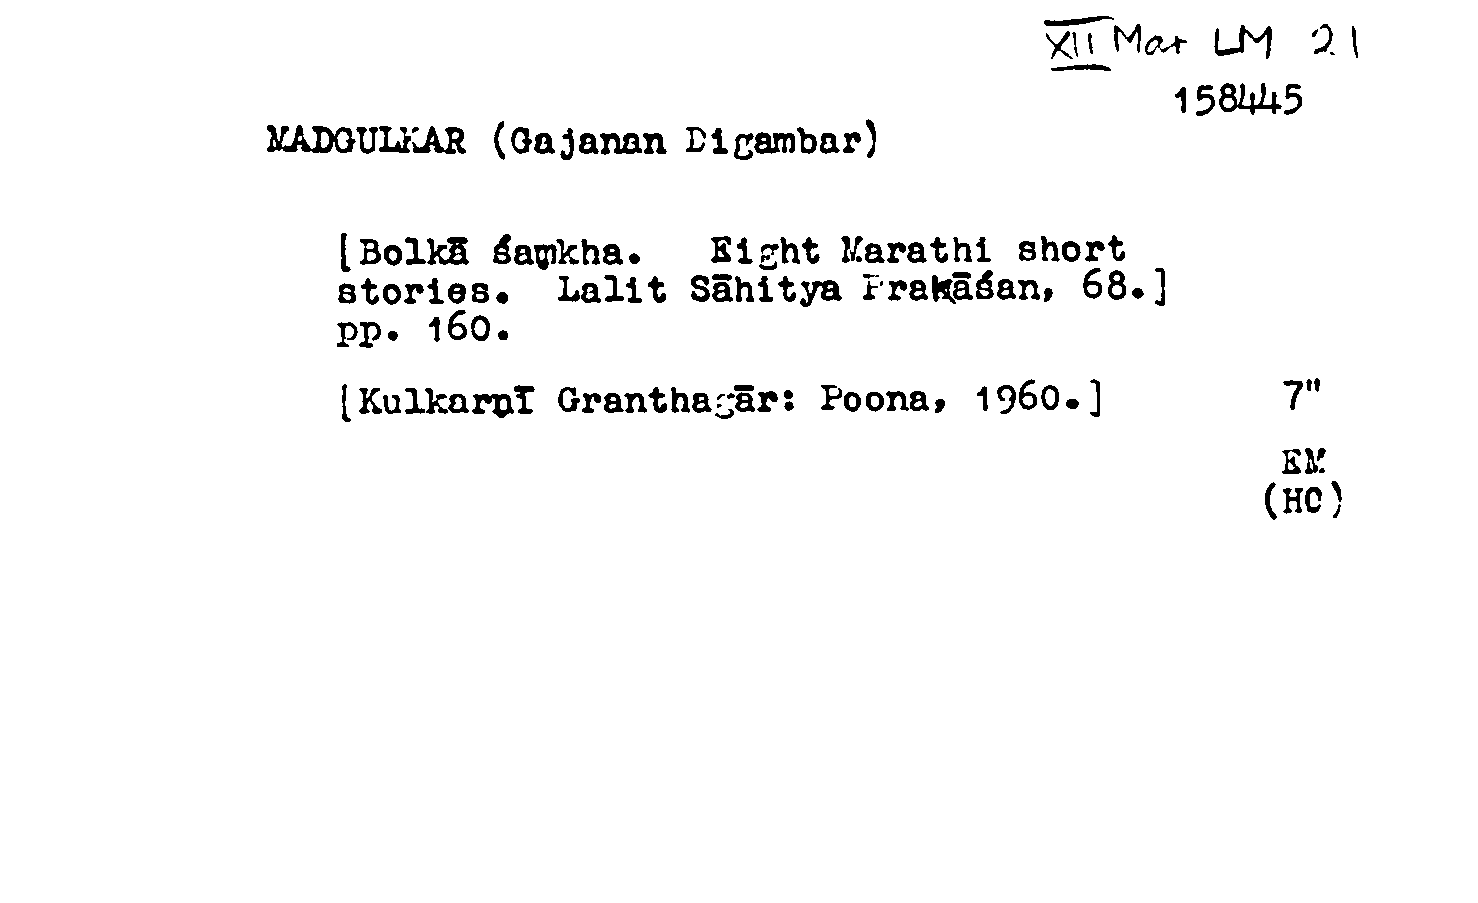 XII Mar LM 21
158445
MADGULKAR (Gajanan Digambar)
[Bolkā śaṃkha. Eight Marathi short
stories. Lalit Sāhitya Prakāśan, 68.]
pp. 160.
[Kulkarṇī Granthagār: Poona, 1960.] 7"
EM
(HC)